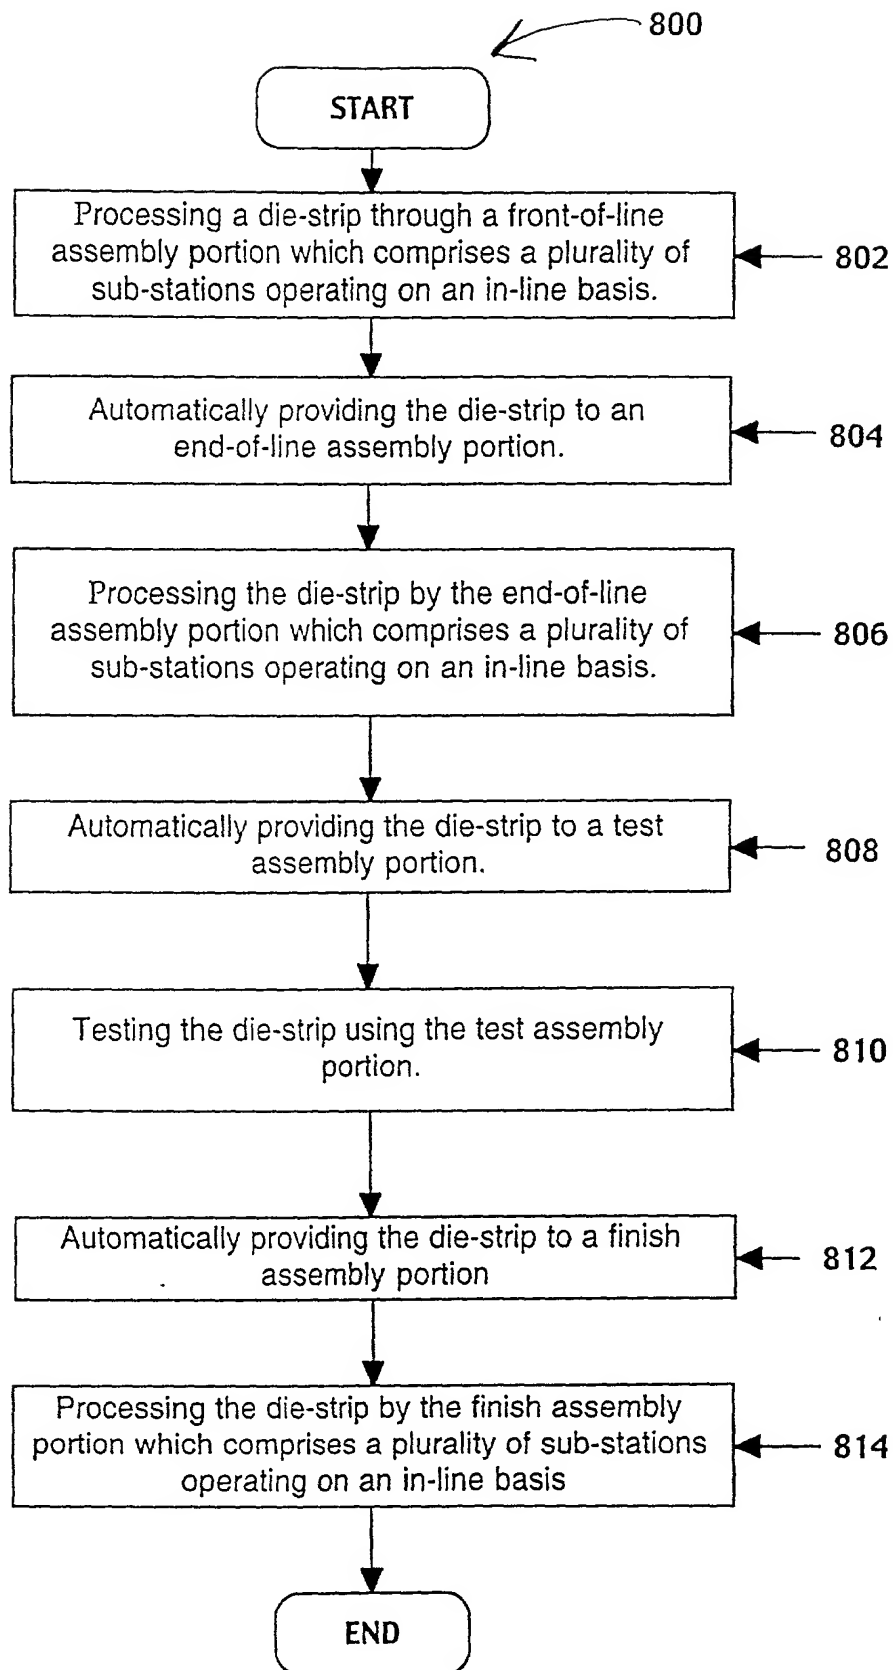 800
START
Processing a die-strip through a front-of-line
assembly portion which comprises a plurality of
sub-stations operating on an in-line basis.
802
Automatically providing the die-strip to an
end-of-line assembly portion.
804
Processing the die-strip by the end-of-line
assembly portion which comprises a plurality of
sub-stations operating on an in-line basis.
806
Automatically providing the die-strip to a test
assembly portion.
808
Testing the die-strip using the test assembly
portion.
810
Automatically providing the die-strip to a finish
assembly portion
812
Processing the die-strip by the finish assembly
portion which comprises a plurality of sub-stations
operating on an in-line basis
814
END